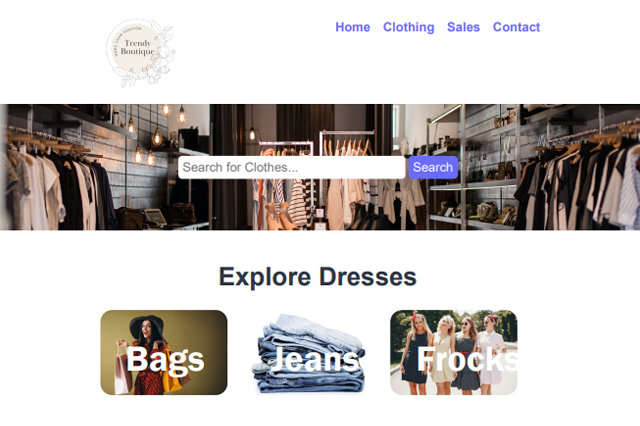 Home Clothing Sales Contact
Trendy
Boutique
Search for Clothes... Search
Explore Dresses
Bags Jeans Frocks